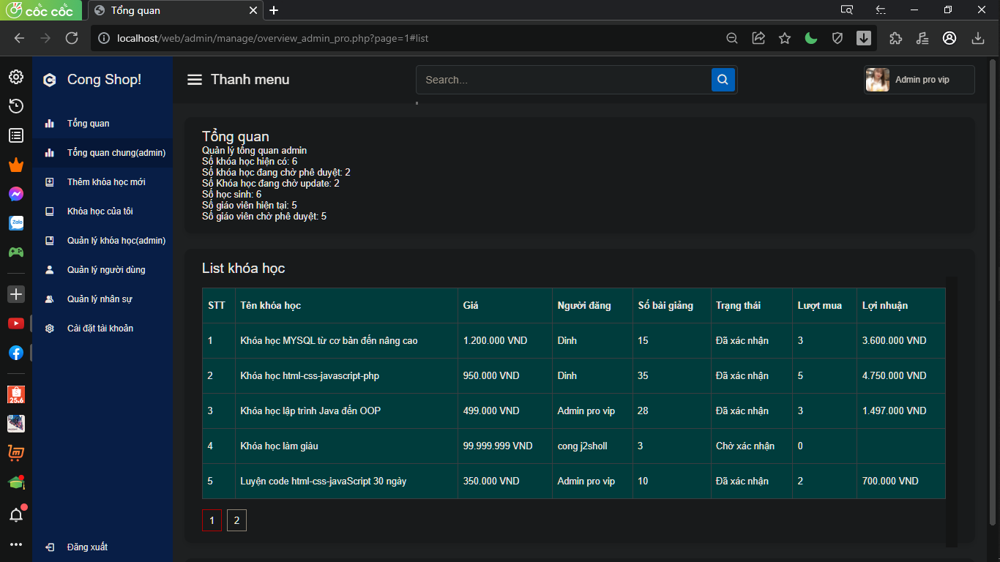 cốc cốc
Tổng quan
localhost/web/admin/manage/overview_admin_pro.php?page=1#list
Cong Shop!
Thanh menu
Search...
Admin pro vip
Tổng quan
Tổng quan chung(admin)
Thêm khóa học mới
Khóa học của tôi
Quản lý khóa học(admin)
Quản lý người dùng
Quản lý nhân sự
Cài đặt tài khoản
Đăng xuất
Zalo
25.6
Tổng quan
Quản lý tổng quan admin
Số khóa học hiện có: 6
Số khóa học đang chờ phê duyệt: 2
Số Khóa học đang chờ update: 2
Số học sinh: 6
Số giáo viên hiện tại: 5
Số giáo viên chờ phê duyệt: 5
List khóa học
STT Tên khóa học Giá Người đăng Số bài giảng Trạng thái Lượt mua Lợi nhuận
1 Khóa học MYSQL từ cơ bản đến nâng cao 1.200.000 VND Dinh 15 Đã xác nhận 3 3.600.000 VND
2 Khóa học html-css-javascript-php 950.000 VND Dinh 35 Đã xác nhận 5 4.750.000 VND
3 Khóa học lập trình Java đến OOP 499.000 VND Admin pro vip 28 Đã xác nhận 3 1.497.000 VND
4 Khóa học làm giàu 99.999.999 VND cong j2sholl 3 Chờ xác nhận 0
5 Luyện code html-css-javaScript 30 ngày 350.000 VND Admin pro vip 10 Đã xác nhận 2 700.000 VND
1 2